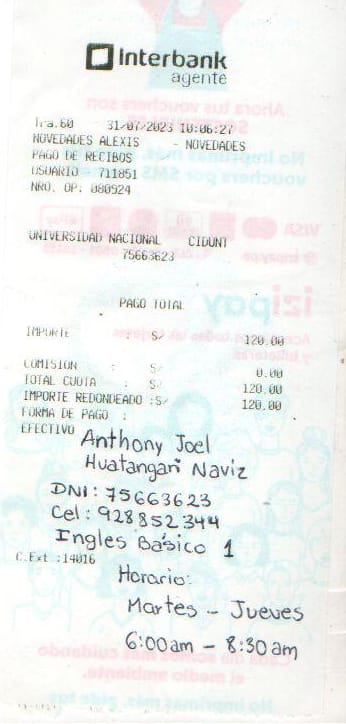 Interbank
agente
Tra.60 31/07/2023 10:06:27
NOVEDADES ALEXIS - NOVEDADES
PAGO DE RECIBOS
USUARIO 711851
NRO. OP: 080924
UNIVERSIDAD NACIONAL CIDUNT
75663623
PAGO TOTAL
IMPORTE : S/ 120.00
COMISION : S/ 0.00
TOTAL CUOTA : S/ 120.00
IMPORTE REDONDEADO :S/ 120.00
FORMA DE PAGO :
EFECTIVO
Anthony Joel
Huatangari Naviz
DNI: 75663623
Cel: 928852344
Ingles Básico 1
C.Ext :14016
Horario:
Martes - Jueves
6:00am - 8:30am